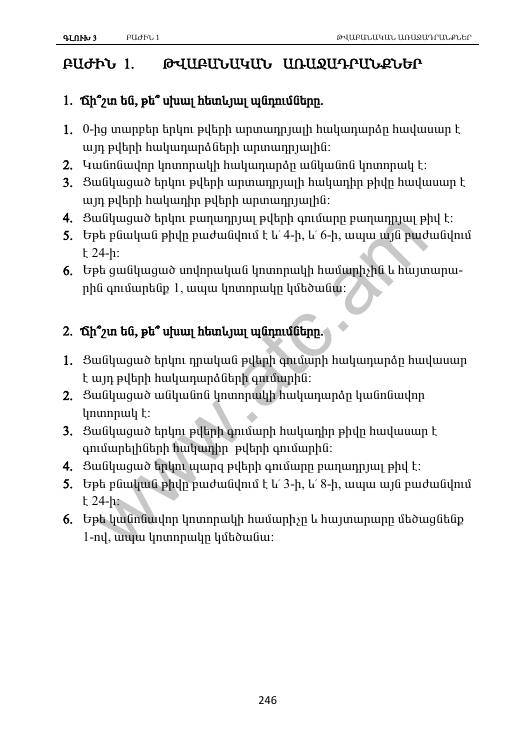 ԳԼՈՒԽ 3 ԲԱԺԻՆ 1 ԹՎԱԲԱՆԱԿԱՆ ԱՌԱՋԱԴՐԱՆՔՆԵՐ
ԲԱԺԻՆ 1. ԹՎԱԲԱՆԱԿԱՆ ԱՌԱՋԱԴՐԱՆՔՆԵՐ
1. Ճի՞շտ են, թե՞ սխալ հետևյալ պնդումները.
1. 0-ից տարբեր երկու թվերի արտադրյալի հակադարձը հավասար է
այդ թվերի հակադարձների արտադրյալին:
2. Կանոնավոր կոտորակի հակադարձը անկանոն կոտորակ է:
3. Ցանկացած երկու թվերի արտադրյալի հակադիր թիվը հավասար է
այդ թվերի հակադիր թվերի արտադրյալին:
4. Ցանկացած երկու բաղադրյալ թվերի գումարը բաղադրյալ թիվ է:
5. Եթե բնական թիվը բաժանվում է և՛ 4-ի, և՛ 6-ի, ապա այն բաժանվում
է 24-ի:
6. Եթե ցանկացած սովորական կոտորակի համարիչին և հայտարա-
րին գումարենք 1, ապա կոտորակը կմեծանա:
2. Ճի՞շտ են, թե՞ սխալ հետևյալ պնդումները.
1. Ցանկացած երկու դրական թվերի գումարի հակադարձը հավասար
է այդ թվերի հակադարձների գումարին:
2. Ցանկացած անկանոն կոտորակի հակադարձը կանոնավոր
կոտորակ է:
3. Ցանկացած երկու թվերի գումարի հակադիր թիվը հավասար է
գումարելիների հակադիր թվերի գումարին:
4. Ցանկացած երկու պարզ թվերի գումարը բաղադրյալ թիվ է:
5. Եթե բնական թիվը բաժանվում է և՛ 3-ի, և՛ 8-ի, ապա այն բաժանվում
է 24-ի:
6. Եթե կանոնավոր կոտորակի համարիչը և հայտարարը մեծացնենք
1-ով, ապա կոտորակը կմեծանա:
www.atc.am
246